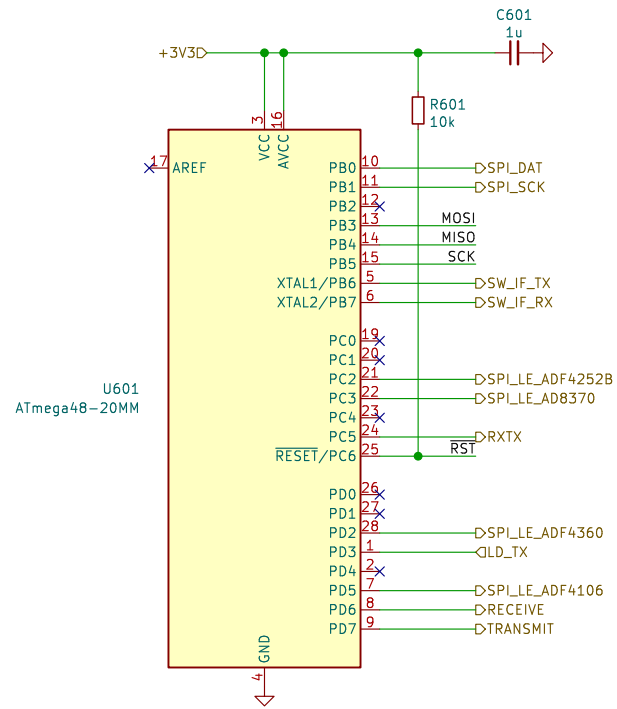 C601
1u
+3V3
R601
10k
3
16
VCC
AVCC
17 AREF
PB0 10 SPI_DAT
PB1 11 SPI_SCK
PB2 12
PB3 13 MOSI
PB4 14 MISO
PB5 15 SCK
XTAL1/PB6 5 SW_IF_TX
XTAL2/PB7 6 SW_IF_RX
PC0 19
PC1 20
PC2 21 SPI_LE_ADF4252B
U601
ATmega48-20MM
PC3 22 SPI_LE_AD8370
PC4 23
PC5 24 RXTX
RESET/PC6 25 RST
PD0 26
PD1 27
PD2 28 SPI_LE_ADF4360
PD3 1 LD_TX
PD4 2
PD5 7 SPI_LE_ADF4106
PD6 8 RECEIVE
PD7 9 TRANSMIT
GND
4